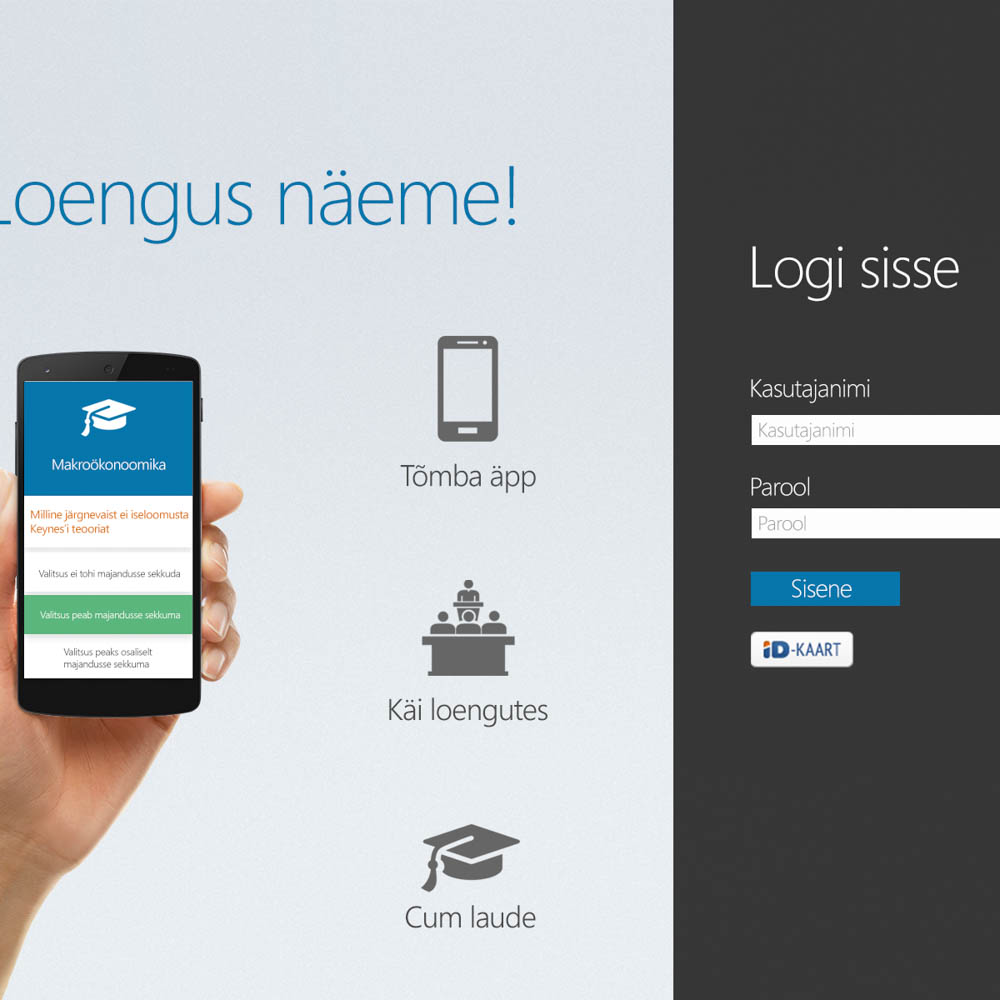 Loengus näeme!
Makroökonoomika
Milline järgnevaist ei iseloomusta
Keynes'i teooriat
Valitsus ei tohi majandusse sekkuda
Valitsus peab majandusse sekkuma
Valitsus peaks osaliselt
majandusse sekkuma
Tõmba äpp
Käi loengutes
Cum laude
Logi sisse
Kasutajanimi
Kasutajanimi
Parool
Parool
Sisene
iD-KAART